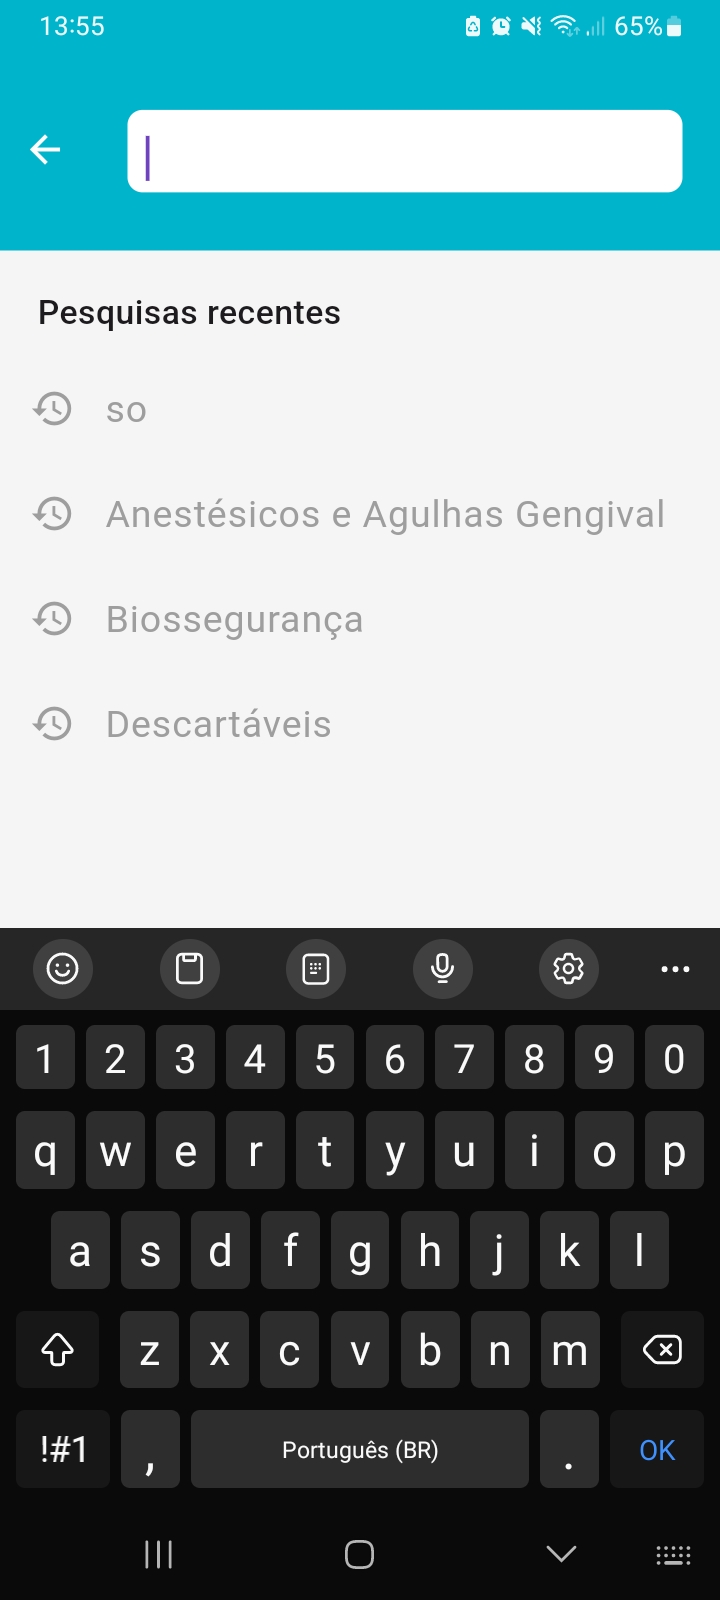 13:55
65%
Pesquisas recentes
so
Anestésicos e Agulhas Gengival
Biossegurança
Descartáveis
1 2 3 4 5 6 7 8 9 0
q w e r t y u i o p
a s d f g h j k l
z x c v b n m
!#1 , Português (BR) . OK